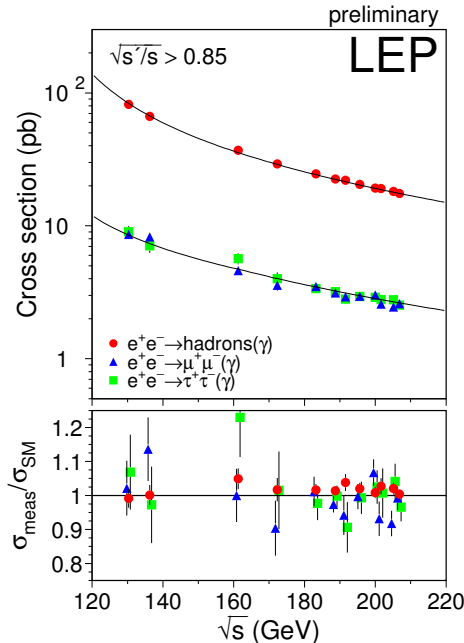 preliminary
√s´/s > 0.85
LEP
Cross section (pb)
10²
10
1
e⁺e⁻→hadrons(γ)
e⁺e⁻→μ⁺μ⁻(γ)
e⁺e⁻→τ⁺τ⁻(γ)
σmeas/σSM
1.2
1.1
1
0.9
0.8
120 140 160 180 200 220
√s (GeV)